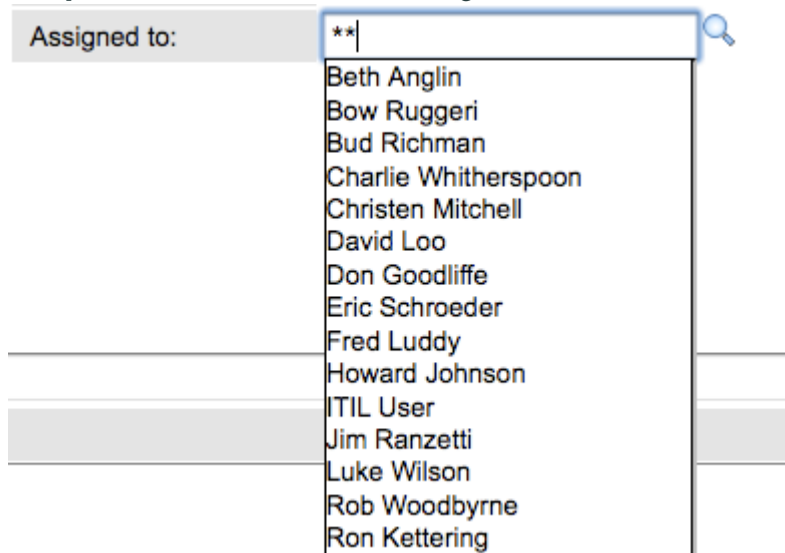 Assigned to: **
Beth Anglin
Bow Ruggeri
Bud Richman
Charlie Whitherspoon
Christen Mitchell
David Loo
Don Goodliffe
Eric Schroeder
Fred Luddy
Howard Johnson
ITIL User
Jim Ranzetti
Luke Wilson
Rob Woodbyrne
Ron Kettering